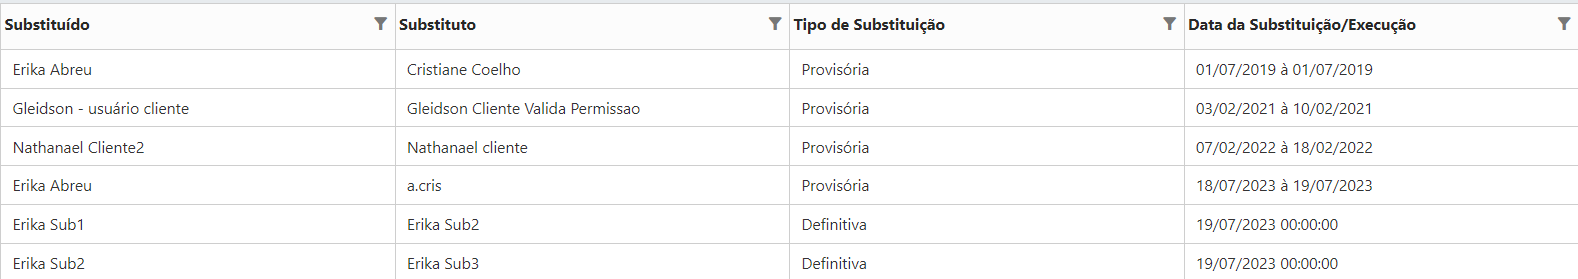 Substituído Substituto Tipo de Substituição Data da Substituição/Execução
Erika Abreu Cristiane Coelho Provisória 01/07/2019 à 01/07/2019
Gleidson - usuário cliente Gleidson Cliente Valida Permissao Provisória 03/02/2021 à 10/02/2021
Nathanael Cliente2 Nathanael cliente Provisória 07/02/2022 à 18/02/2022
Erika Abreu a.cris Provisória 18/07/2023 à 19/07/2023
Erika Sub1 Erika Sub2 Definitiva 19/07/2023 00:00:00
Erika Sub2 Erika Sub3 Definitiva 19/07/2023 00:00:00